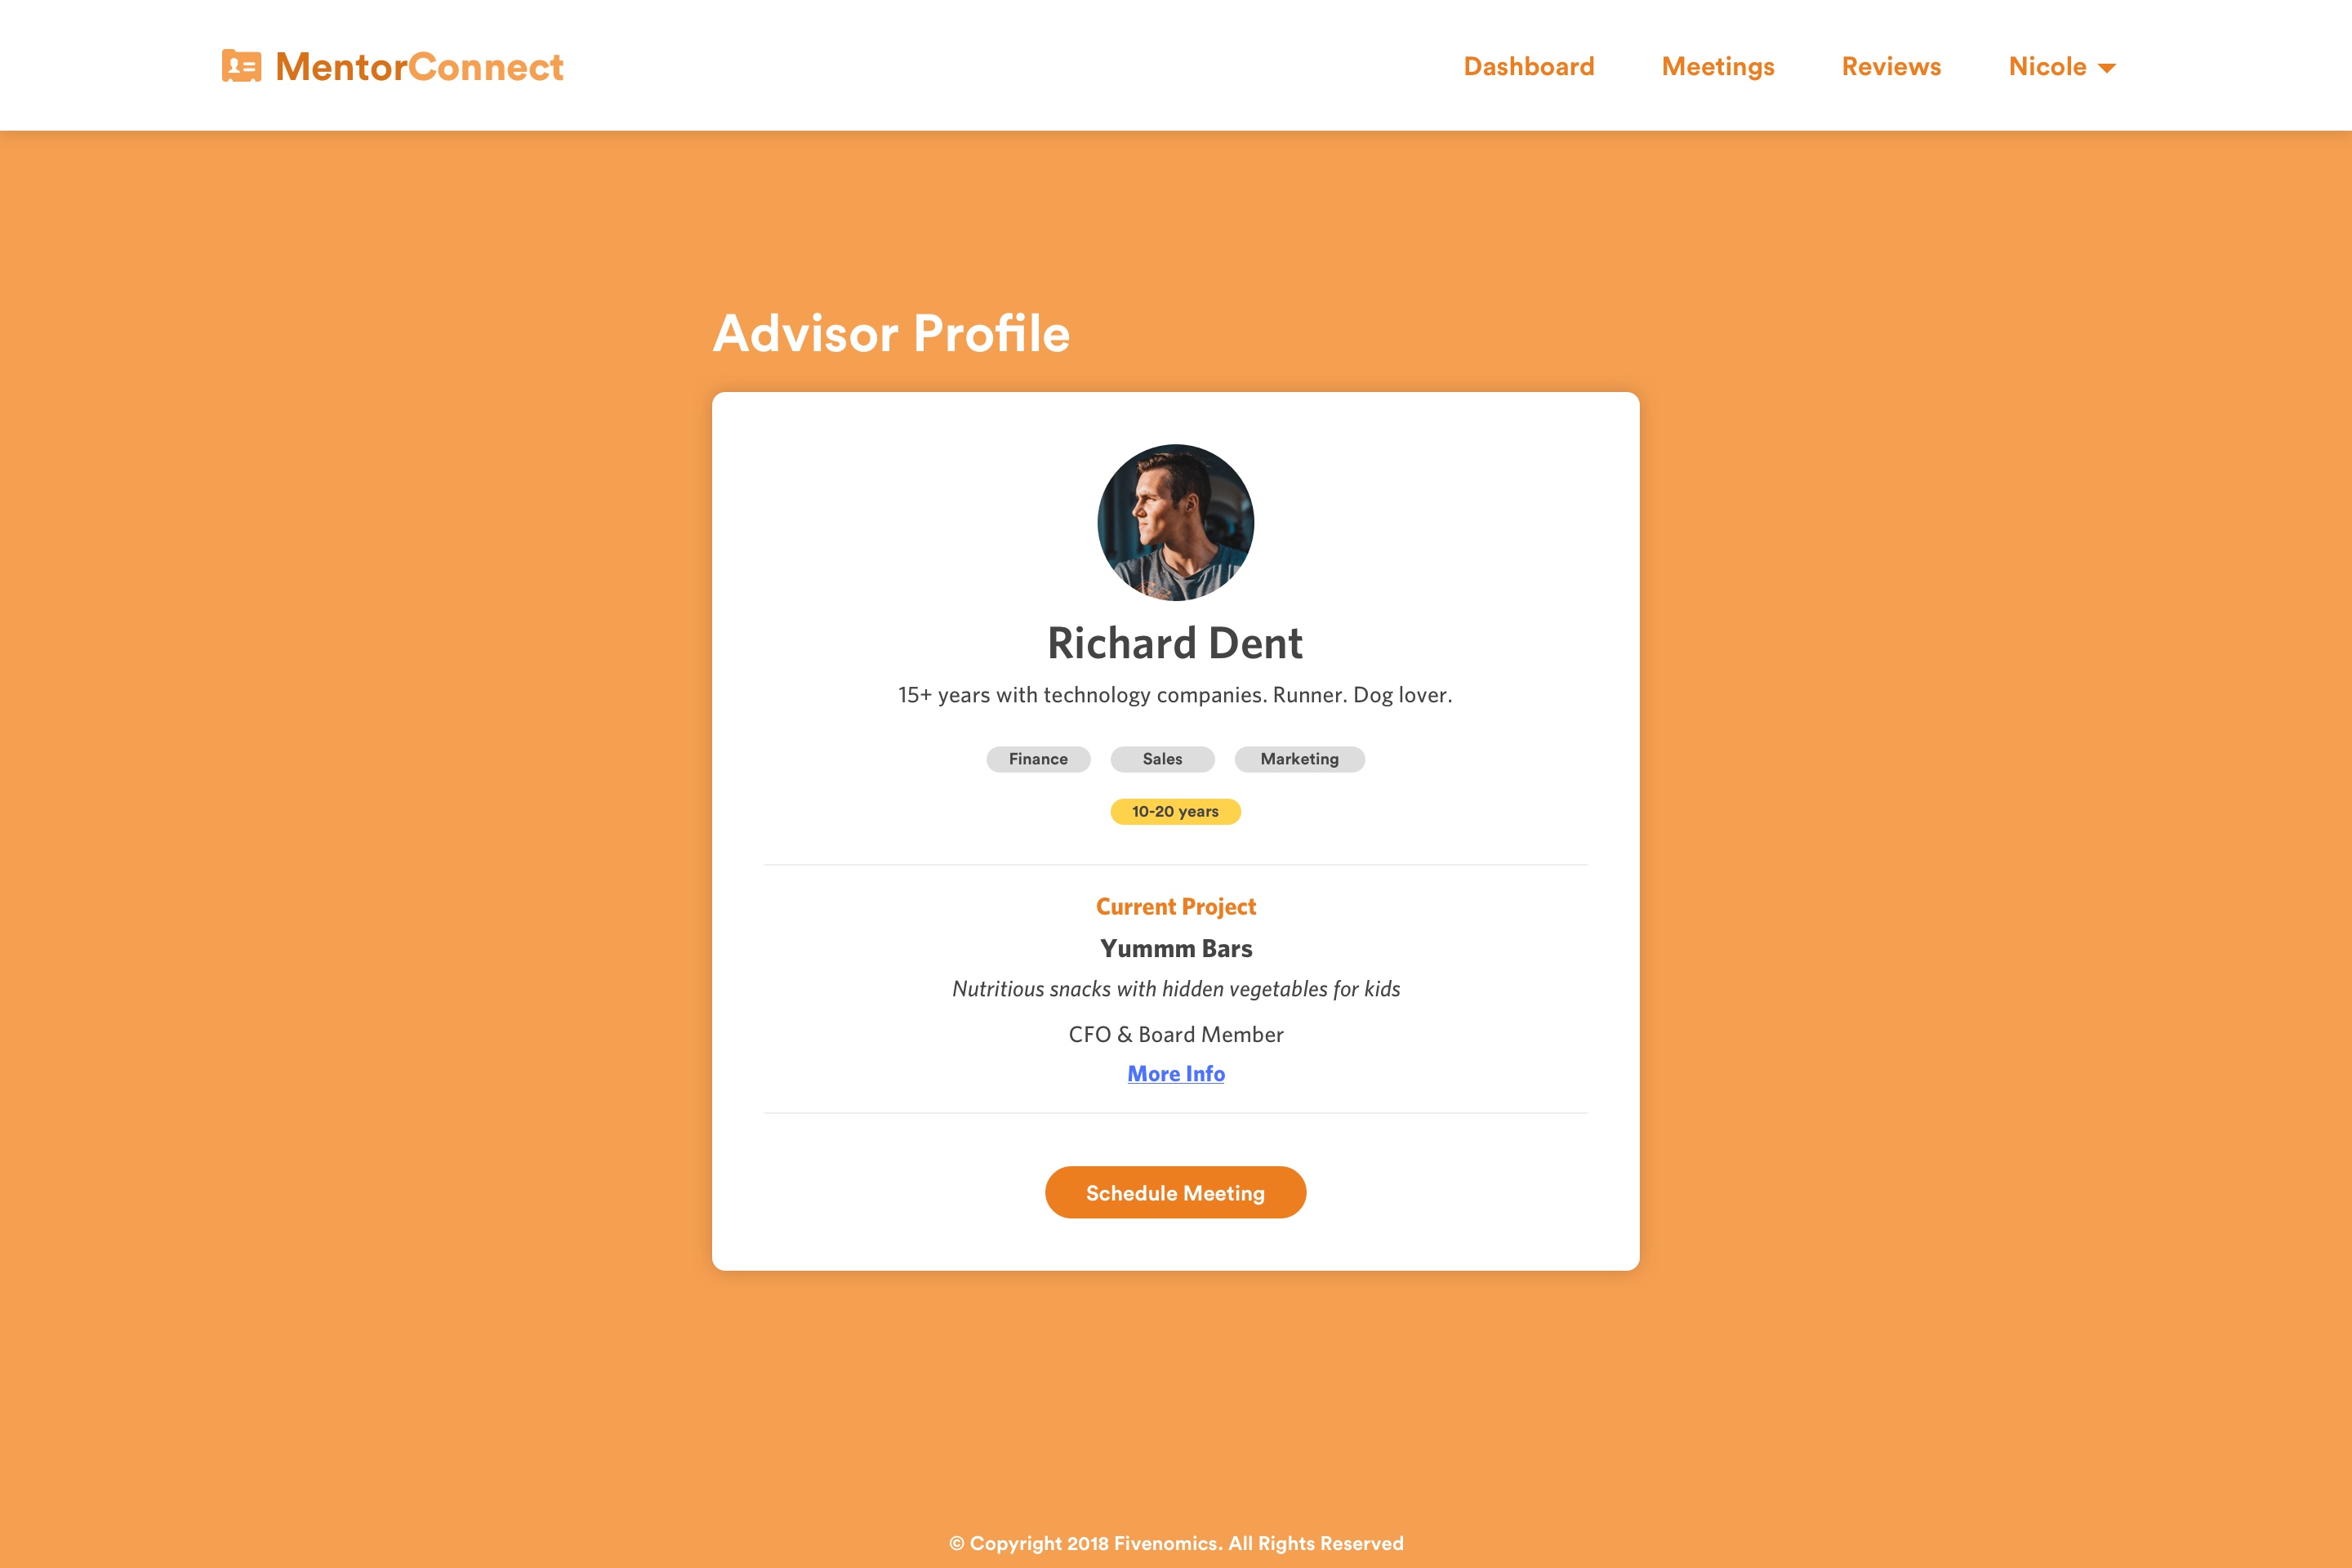 MentorConnect
Dashboard Meetings Reviews Nicole
Advisor Profile
Richard Dent
15+ years with technology companies. Runner. Dog lover.
Finance Sales Marketing
10-20 years
Current Project
Yummm Bars
Nutritious snacks with hidden vegetables for kids
CFO & Board Member
More Info
Schedule Meeting
© Copyright 2018 Fivenomics. All Rights Reserved